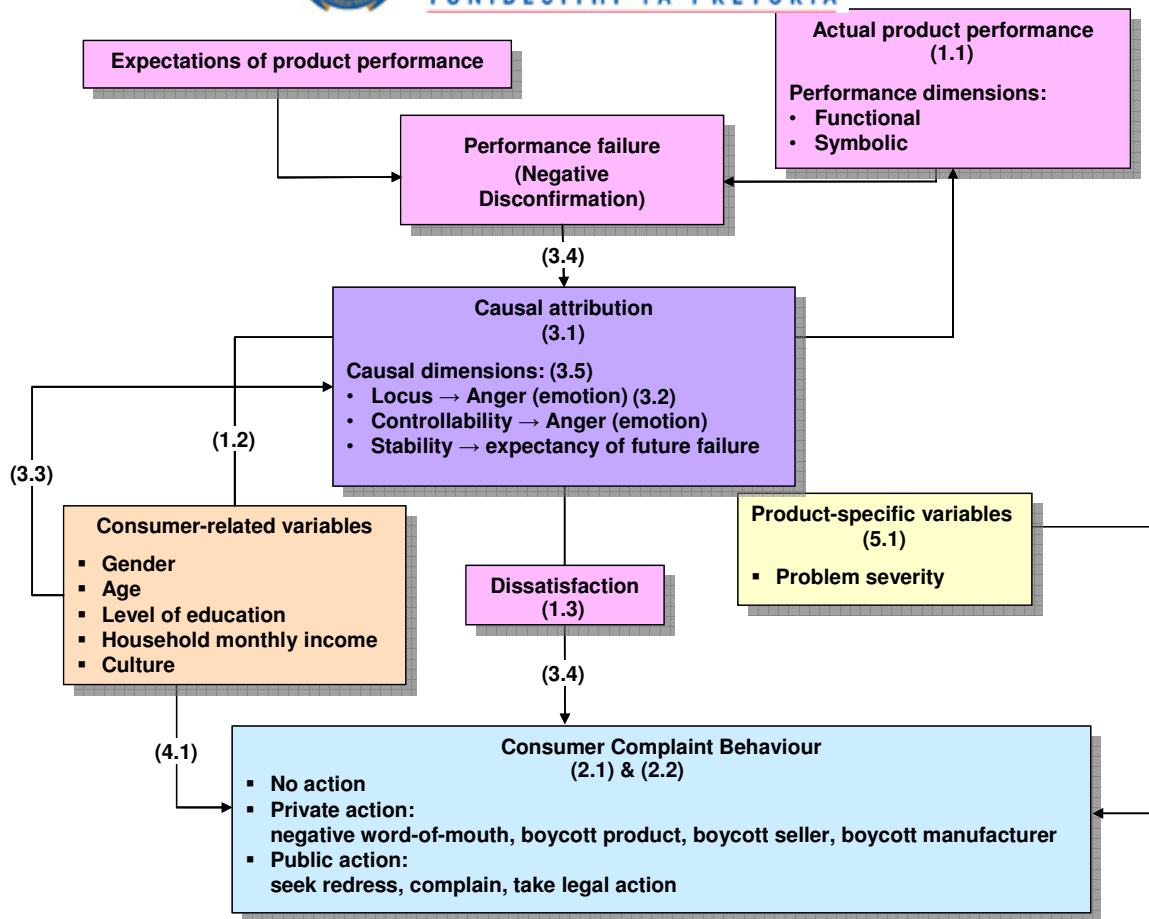 Expectations of product performance
Actual product performance
(1.1)
Performance dimensions:
• Functional
• Symbolic
Performance failure
(Negative
Disconfirmation)
(3.4)
Causal attribution
(3.1)
Causal dimensions: (3.5)
• Locus → Anger (emotion) (3.2)
• Controllability → Anger (emotion)
• Stability → expectancy of future failure
(1.2)
(3.3)
Consumer-related variables
▪ Gender
▪ Age
▪ Level of education
▪ Household monthly income
▪ Culture
Product-specific variables
(5.1)
▪ Problem severity
Dissatisfaction
(1.3)
(3.4)
(4.1)
Consumer Complaint Behaviour
(2.1) & (2.2)
▪ No action
▪ Private action:
negative word-of-mouth, boycott product, boycott seller, boycott manufacturer
▪ Public action:
seek redress, complain, take legal action